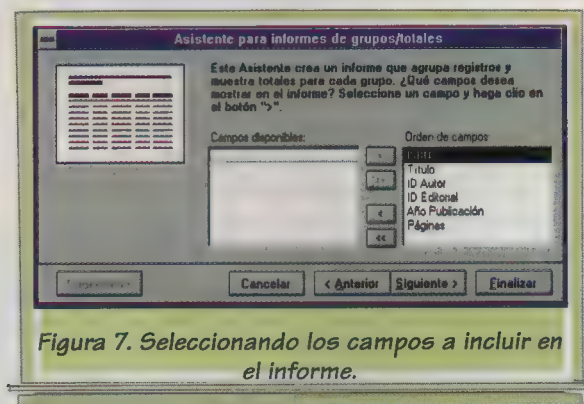 Asistente para informes de grupos/totales
Este Asistente crea un informe que agrupa registros y
muestra totales para cada grupo. ¿Qué campos desea
mostrar en el informe? Seleccione un campo y haga clic en
el botón ">".
Campos disponibles:
Orden de campos:
Título
ID Autor
ID Editorial
Año Publicación
Páginas
<
<<
Cancelar
< Anterior
Siguiente >
Finalizar
Figura 7. Seleccionando los campos a incluir en
el informe.